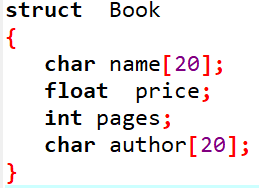 struct  Book
{
   char name[20];
   float  price;
   int pages;
   char author[20];
}